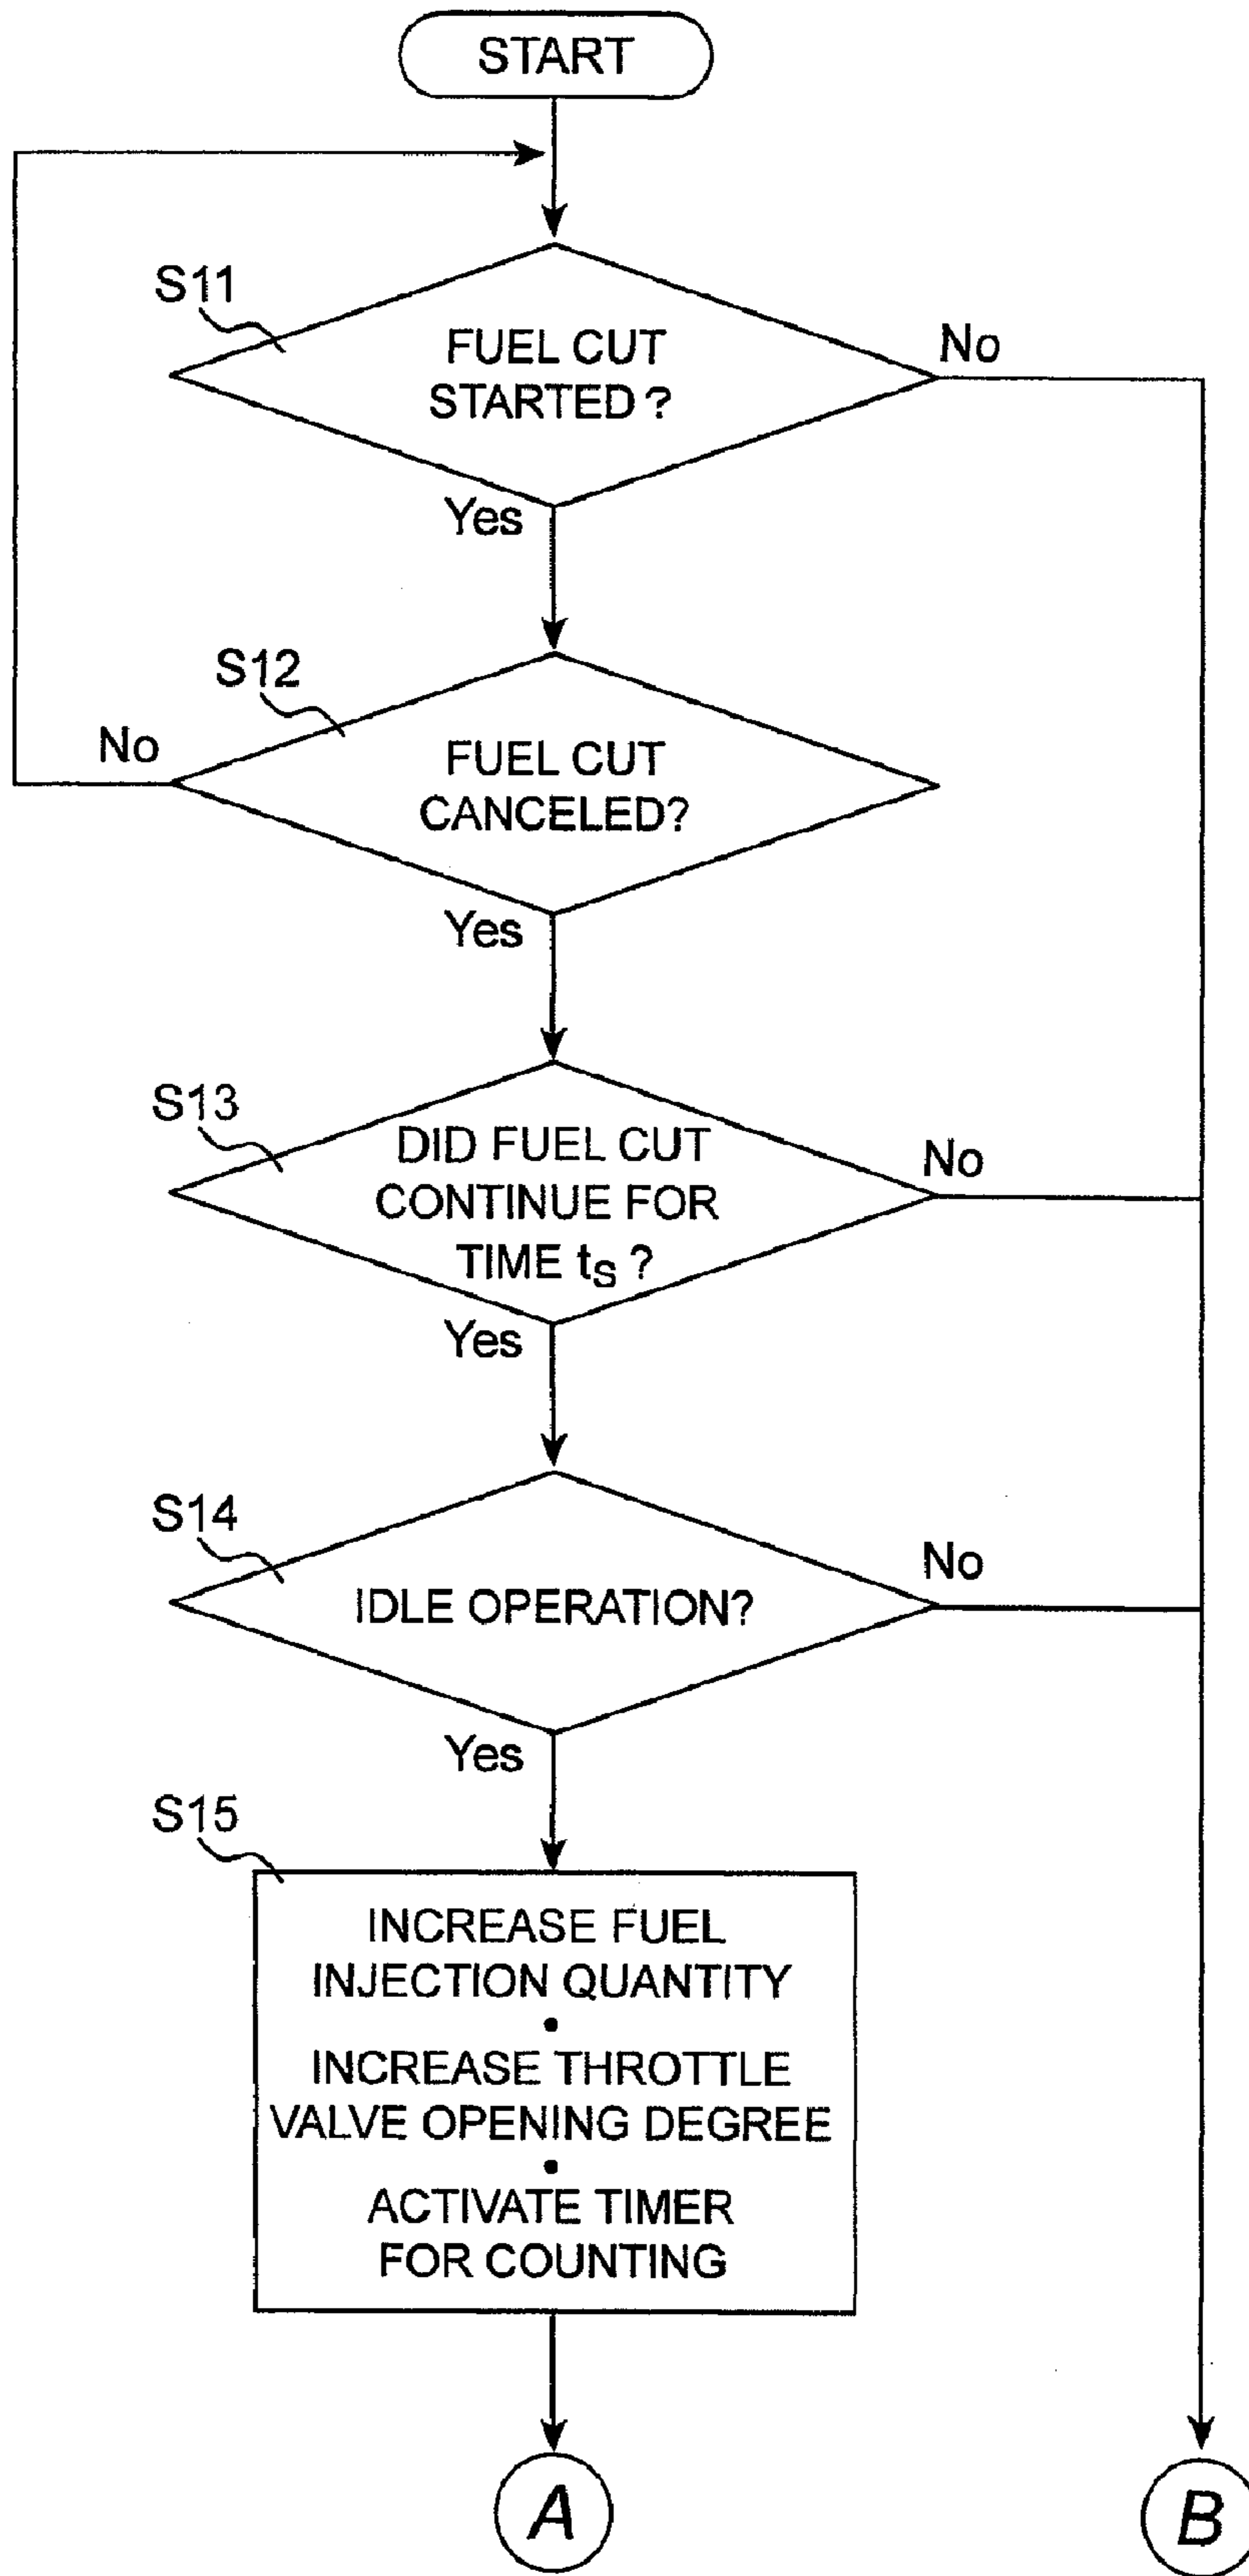 START
S11
FUEL CUT
STARTED ?
No
Yes
S12
No
FUEL CUT
CANCELED?
Yes
S13
DID FUEL CUT
CONTINUE FOR
TIME tS ?
No
Yes
S14
IDLE OPERATION?
No
Yes
S15
INCREASE FUEL
INJECTION QUANTITY
•
INCREASE THROTTLE
VALVE OPENING DEGREE
•
ACTIVATE TIMER
FOR COUNTING
A
B